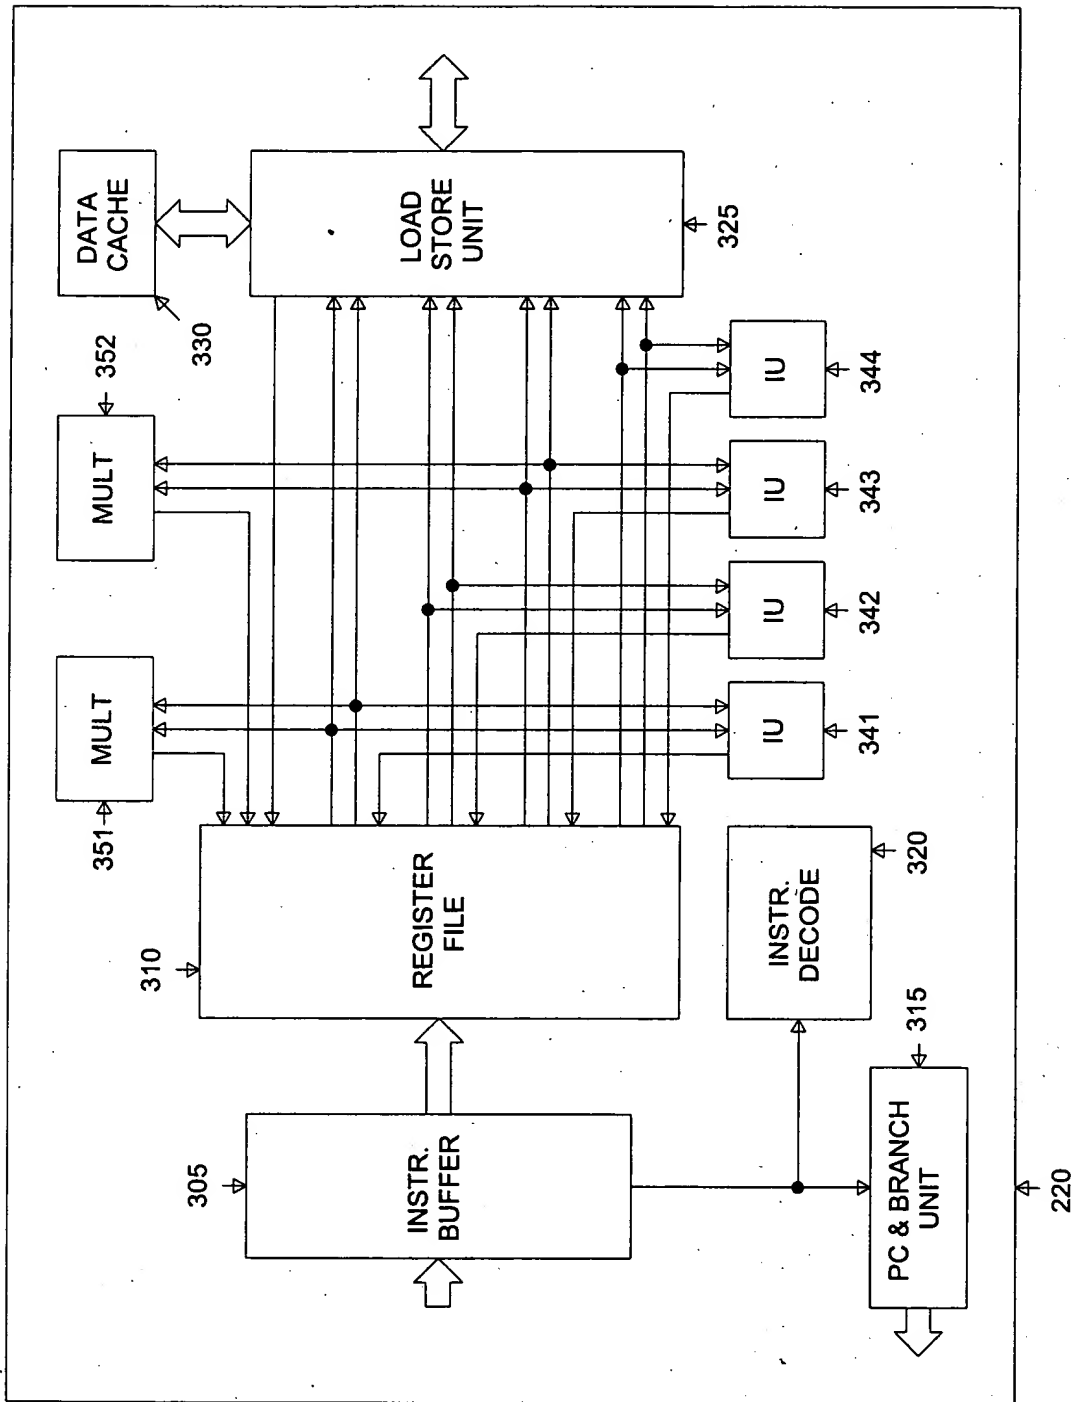 DATA
CACHE
330
MULT
352
MULT
351
LOAD
STORE
UNIT
325
REGISTER
FILE
310
INSTR.
BUFFER
305
IU
344
IU
343
IU
342
IU
341
INSTR.
DECODE
320
PC & BRANCH
UNIT
315
220